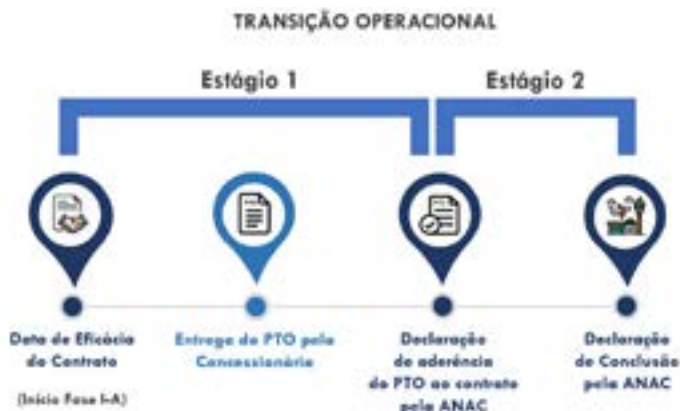 TRANSIÇÃO OPERACIONAL
Estágio 1
Estágio 2
Data de Eficácia
do Contrato
(Início Fase I-A)
Entrega do PTO pela
Concessionária
Declaração
de aderência
do PTO ao contrato
pela ANAC
Declaração
de Conclusão
pela ANAC